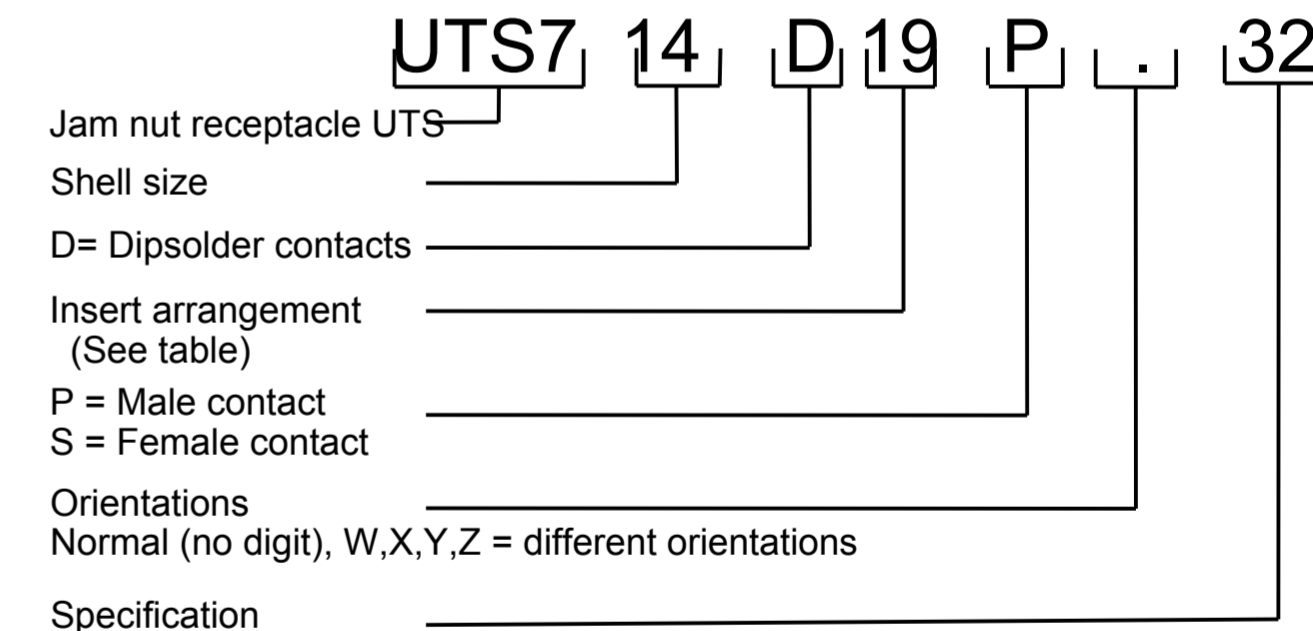 UTS7 14 D 19 P . 32
Jam nut receptacle UTS
Shell size
D= Dipsolder contacts
Insert arrangement
(See table)
P = Male contact
S = Female contact
Orientations
Normal (no digit), W,X,Y,Z = different orientations
Specification